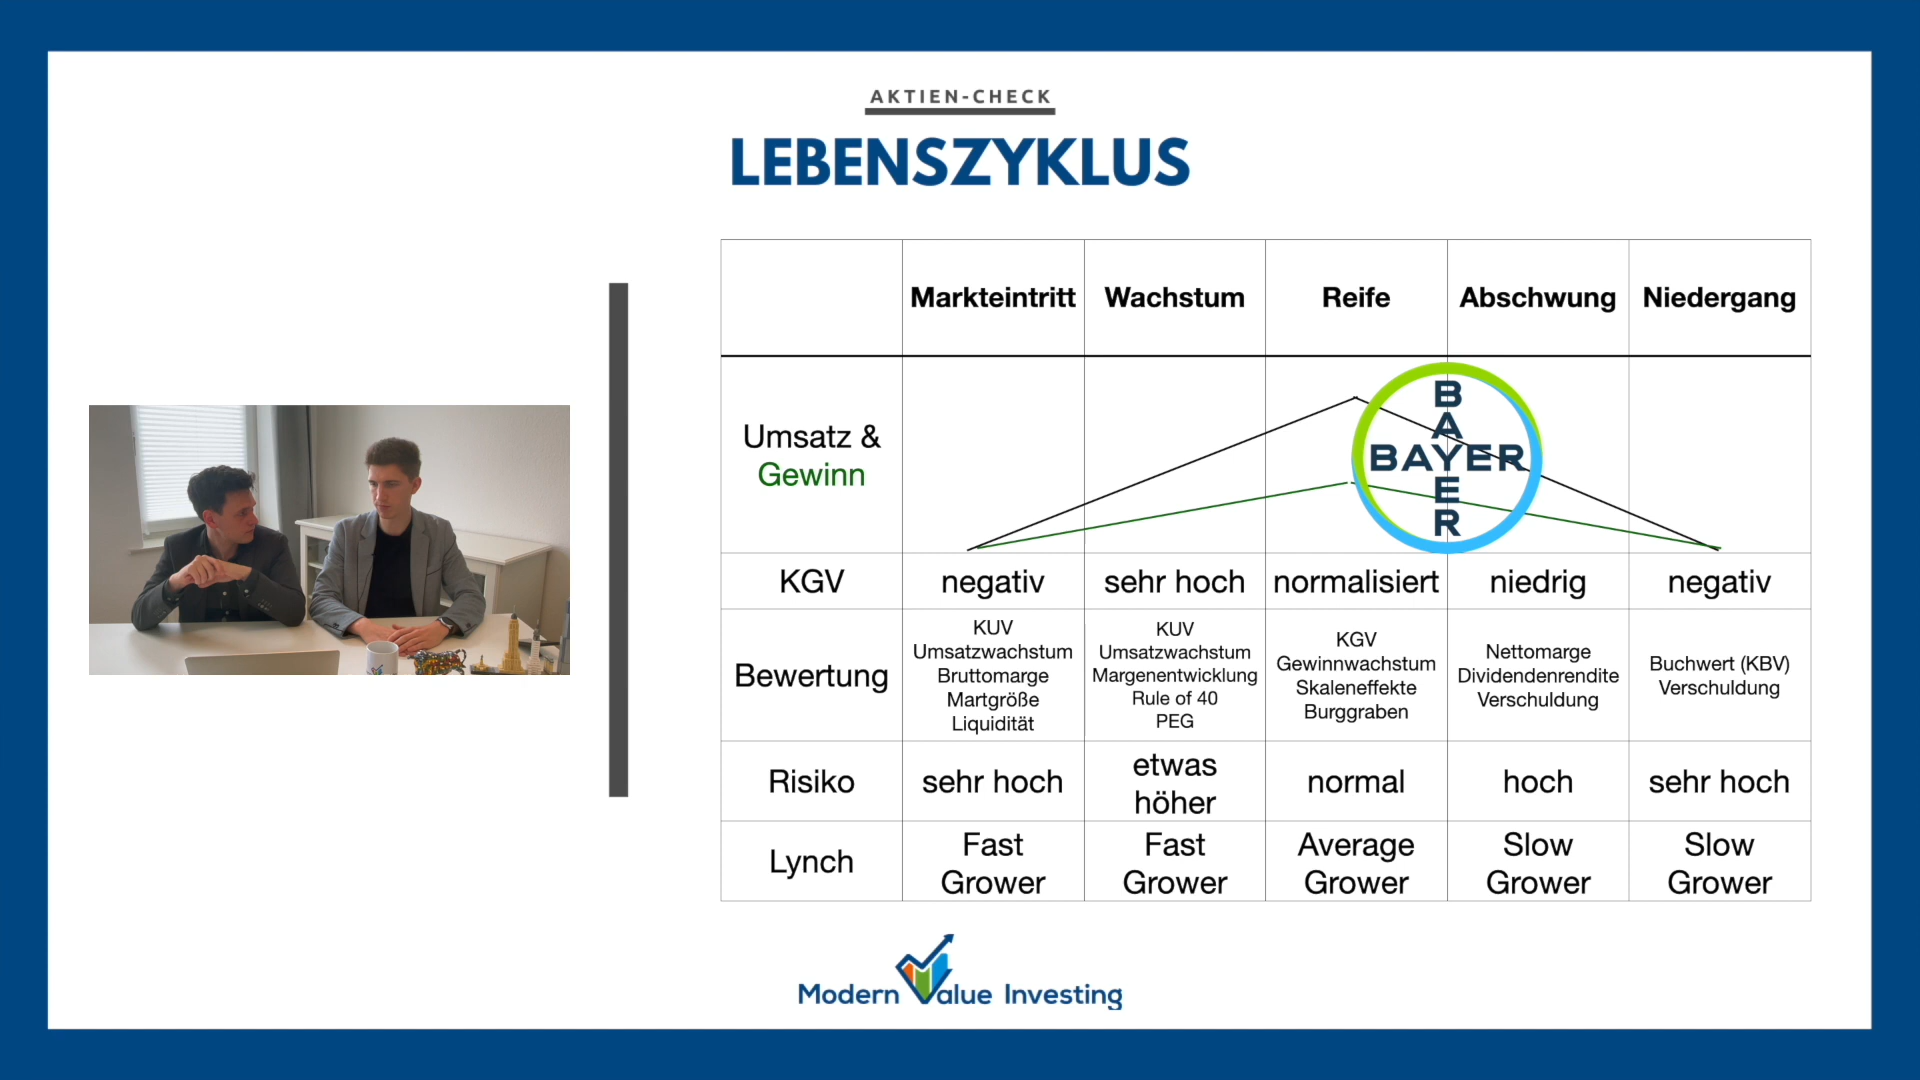 AKTIEN-CHECK
LEBENSZYKLUS
Markteintritt Wachstum Reife Abschwung Niedergang
Umsatz &
Gewinn
BAYER
BAYER
KGV negativ sehr hoch normalisiert niedrig negativ
Bewertung
KUV
Umsatzwachstum
Bruttomarge
Martgröße
Liquidität
KUV
Umsatzwachstum
Margenentwicklung
Rule of 40
PEG
KGV
Gewinnwachstum
Skaleneffekte
Burggraben
Nettomarge
Dividendenrendite
Verschuldung
Buchwert (KBV)
Verschuldung
Risiko
sehr hoch
etwas
höher
normal
hoch
sehr hoch
Lynch
Fast
Grower
Fast
Grower
Average
Grower
Slow
Grower
Slow
Grower
Modern Value Investing